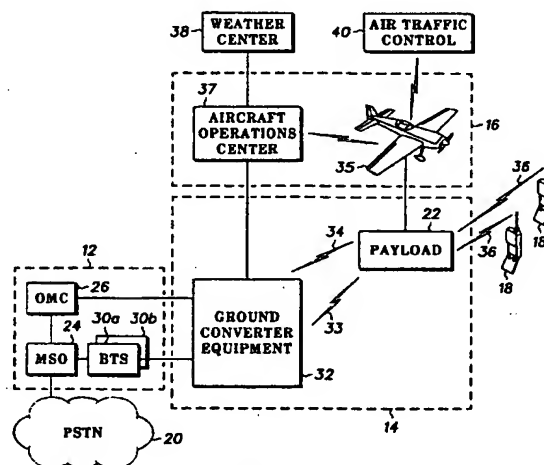 38
WEATHER
CENTER
40
AIR TRAFFIC
CONTROL
37
AIRCRAFT
OPERATIONS
CENTER
35
16
36
22
34
PAYLOAD
36
18
18
12
OMC
26
30a
30b
24
MSO
BTS
GROUND
CONVERTER
EQUIPMENT
33
32
PSTN
20
14